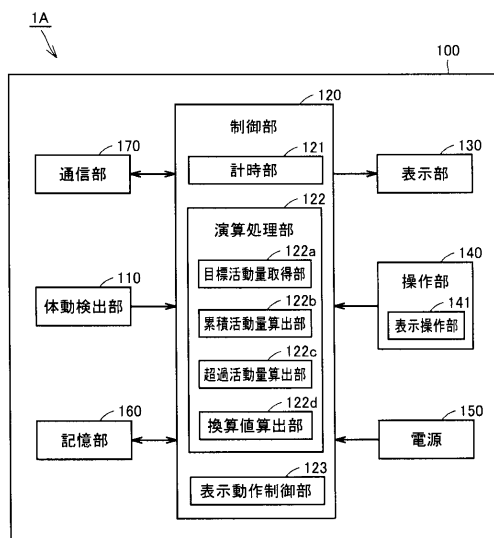 1A
100
120
制御部
170
通信部
121
計時部
130
表示部
122
演算処理部
122a
目標活動量取得部
122b
累積活動量算出部
122c
超過活動量算出部
122d
換算値算出部
110
体動検出部
140
操作部
141
表示操作部
160
記憶部
150
電源
123
表示動作制御部